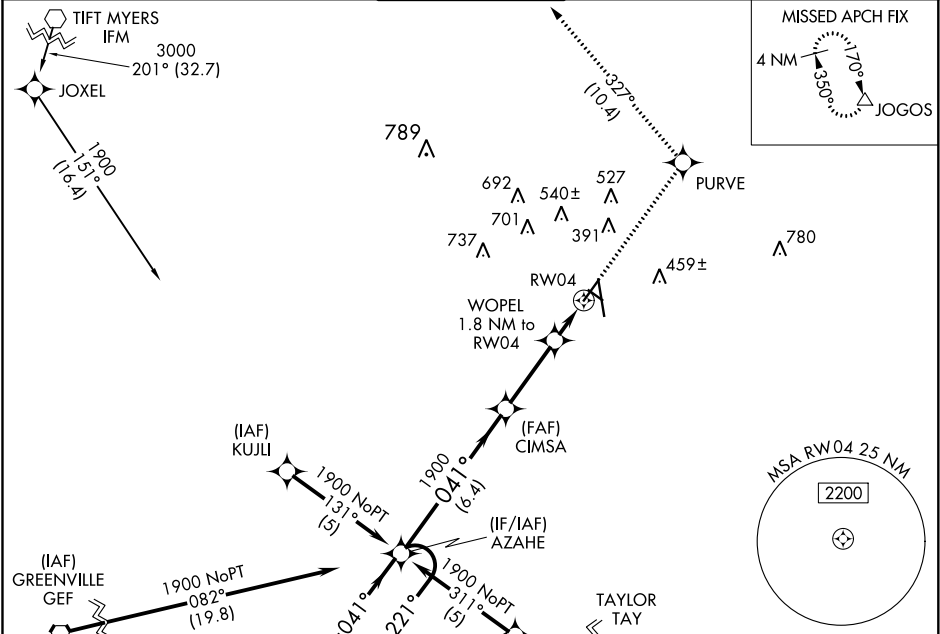 TIFT MYERS
IFM
3000
201° (32.7)
JOXEL
1900
151°
(16.4)
MISSED APCH FIX
4 NM
170°
350°
JOGOS
327°
(10.4)
PURVE
789
692
540±
527
701
391
737
459±
780
RW04
WOPEL
1.8 NM to
RW04
(FAF)
CIMSA
(IAF)
KUJLI
1900 NoPT
131°
(5)
1900
041°
(6.4)
(IF/IAF)
AZAHE
MSA RW04 25 NM
2200
(IAF)
GREENVILLE
GEF
1900 NoPT
082°
(19.8)
041°
221°
1900 NoPT
311°
(5)
TAYLOR
TAY